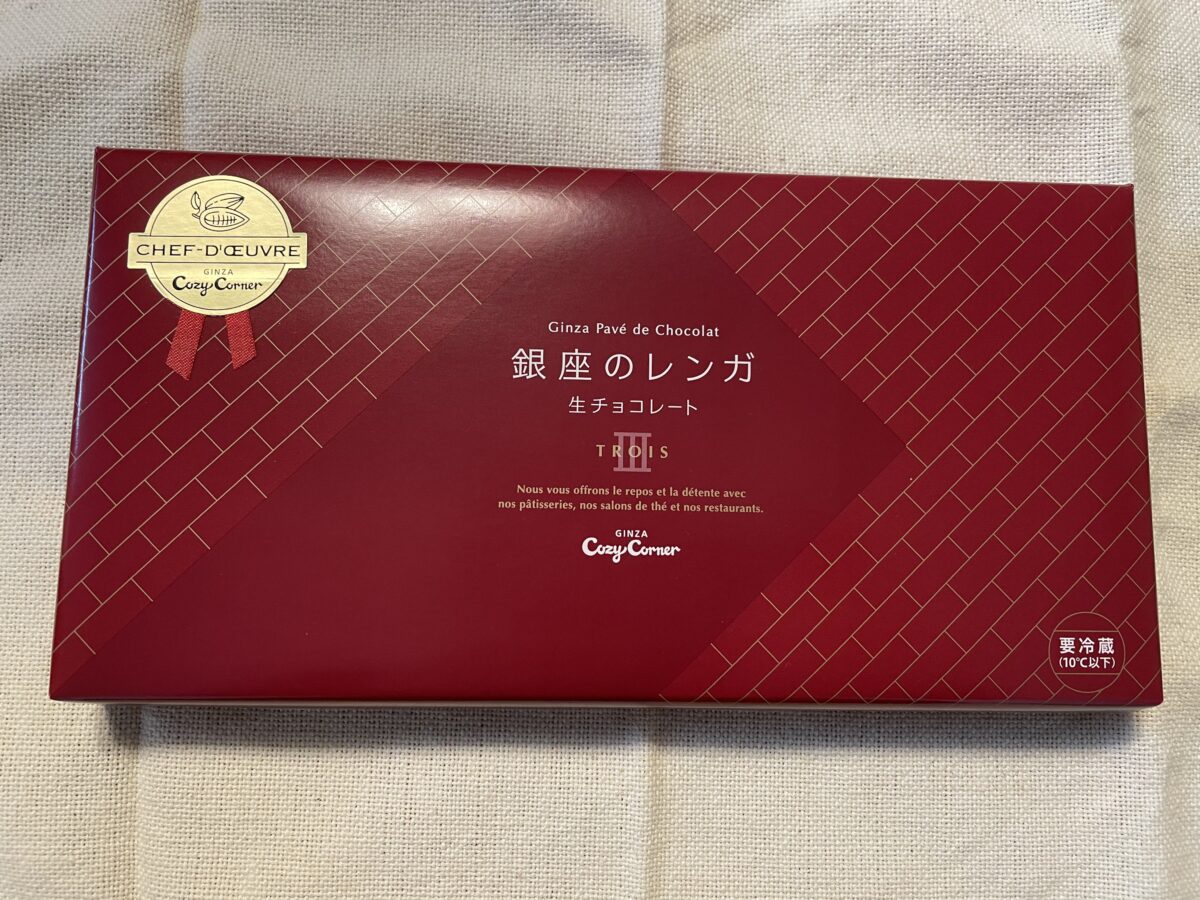 CHEF-D'ŒUVRE
GINZA
Cozy Corner
Ginza Pavé de Chocolat
銀座のレンガ
生チョコレート
III
TROIS
Nous vous offrons le repos et la détente avec
nos pâtisseries, nos salons de thé et nos restaurants.
GINZA
Cozy Corner
要冷蔵
(10℃以下)